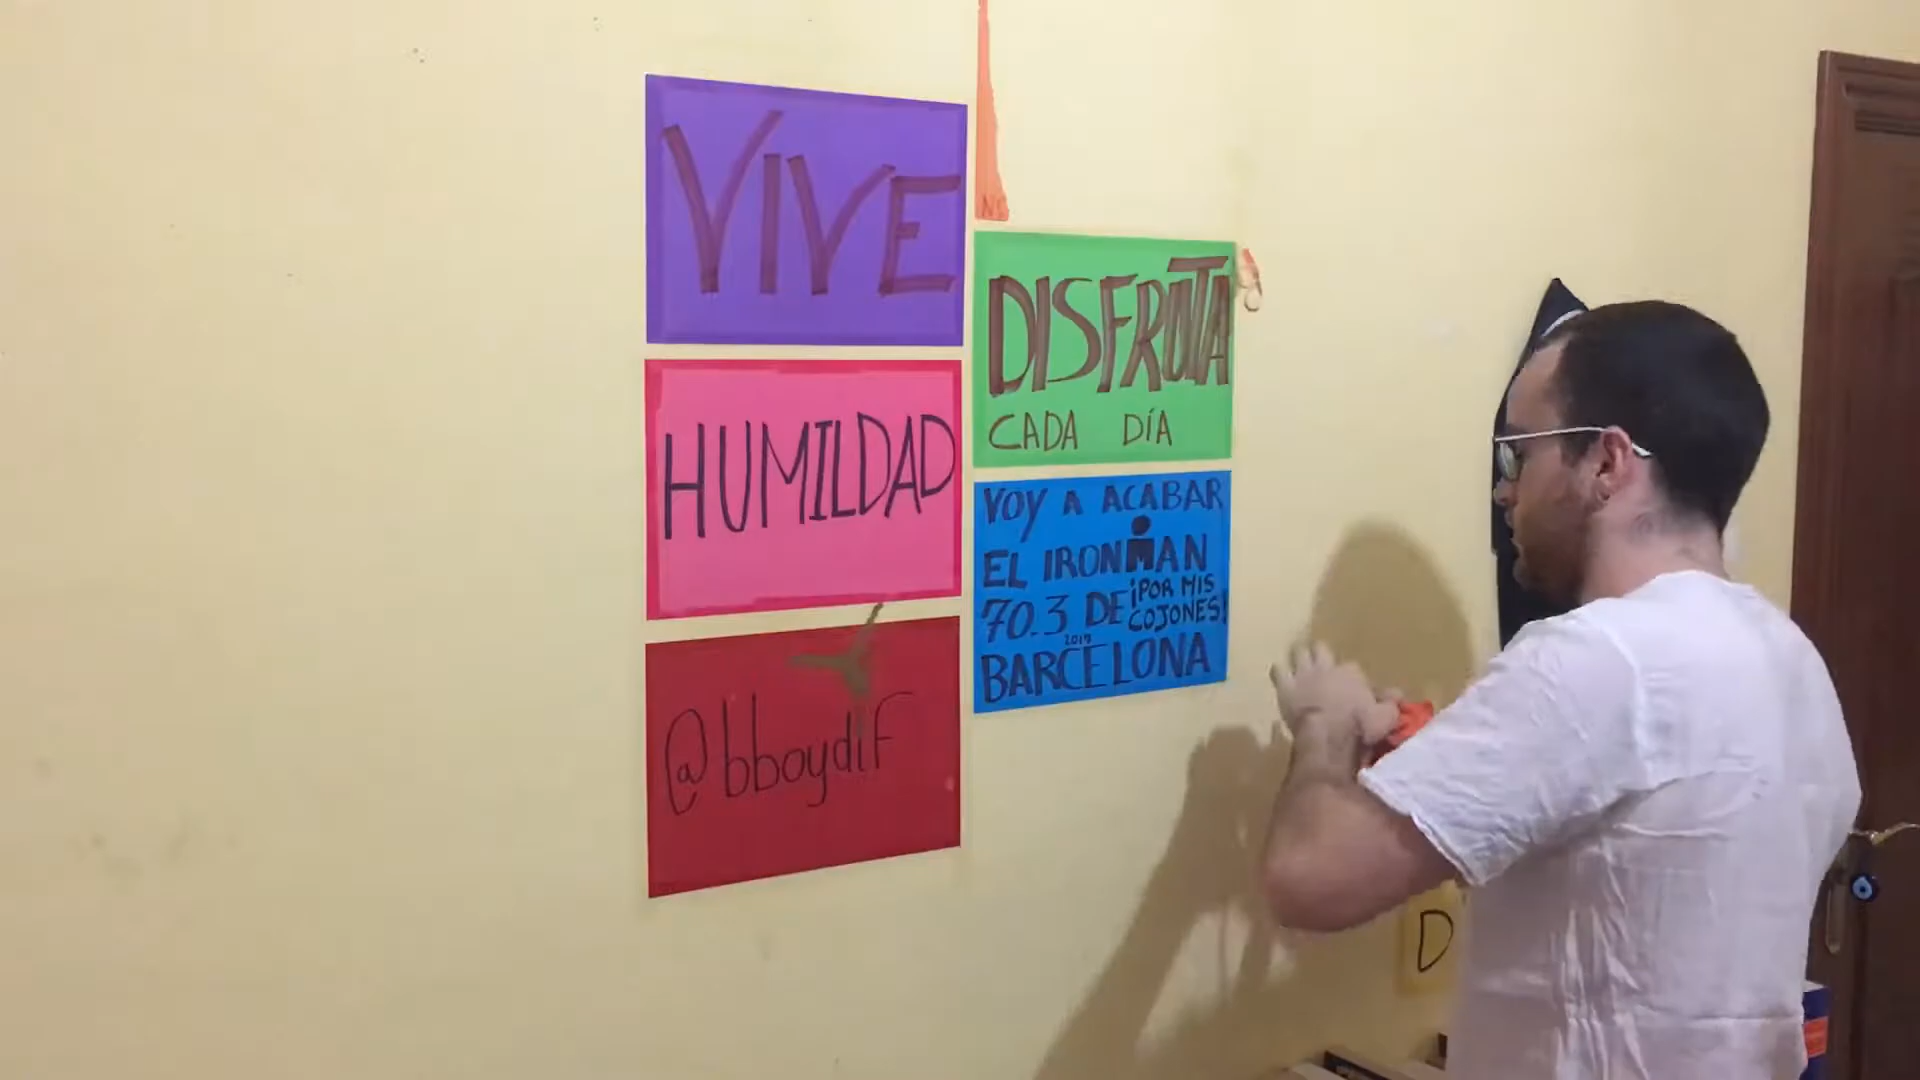 VIVE
HUMILDAD
@bboydif
DISFRUTA
CADA DÍA
VOY A ACABAR
EL IRONMAN
70.3 DE ¡POR MIS
COJONES!
2019
BARCELONA
D